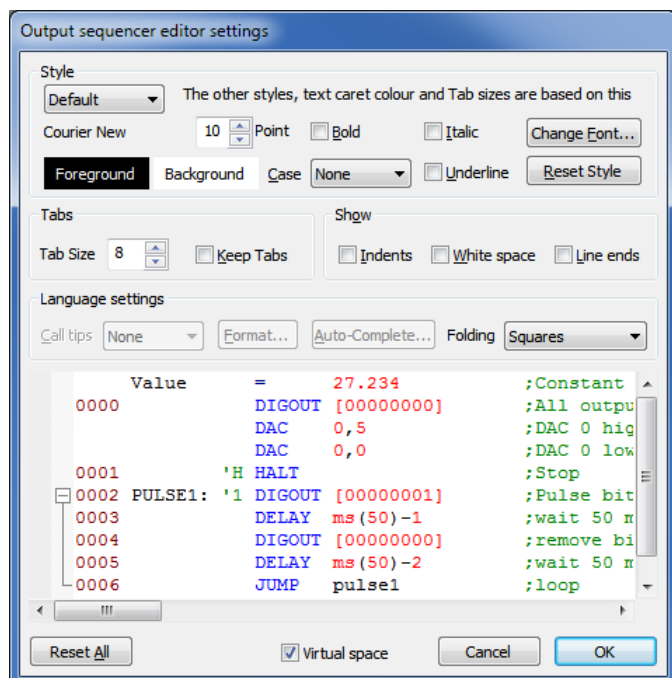 Output sequencer editor settings
Style
Default The other styles, text caret colour and Tab sizes are based on this
Courier New 10 Point Bold Italic Change Font...
Foreground Background Case None Underline Reset Style
Tabs Show
Tab Size 8 Keep Tabs Indents White space Line ends
Language settings
Call tips None Format... Auto-Complete... Folding Squares
Value = 27.234 ;Constant
0000 DIGOUT [00000000] ;All outpu
DAC 0,5 ;DAC 0 hig
DAC 0,0 ;DAC 0 low
0001 'H HALT ;Stop
0002 PULSE1: '1 DIGOUT [00000001] ;Pulse bit
0003 DELAY ms(50)-1 ;wait 50 m
0004 DIGOUT [00000000] ;remove bi
0005 DELAY ms(50)-2 ;wait 50 m
0006 JUMP pulse1 ;loop
Reset All Virtual space Cancel OK